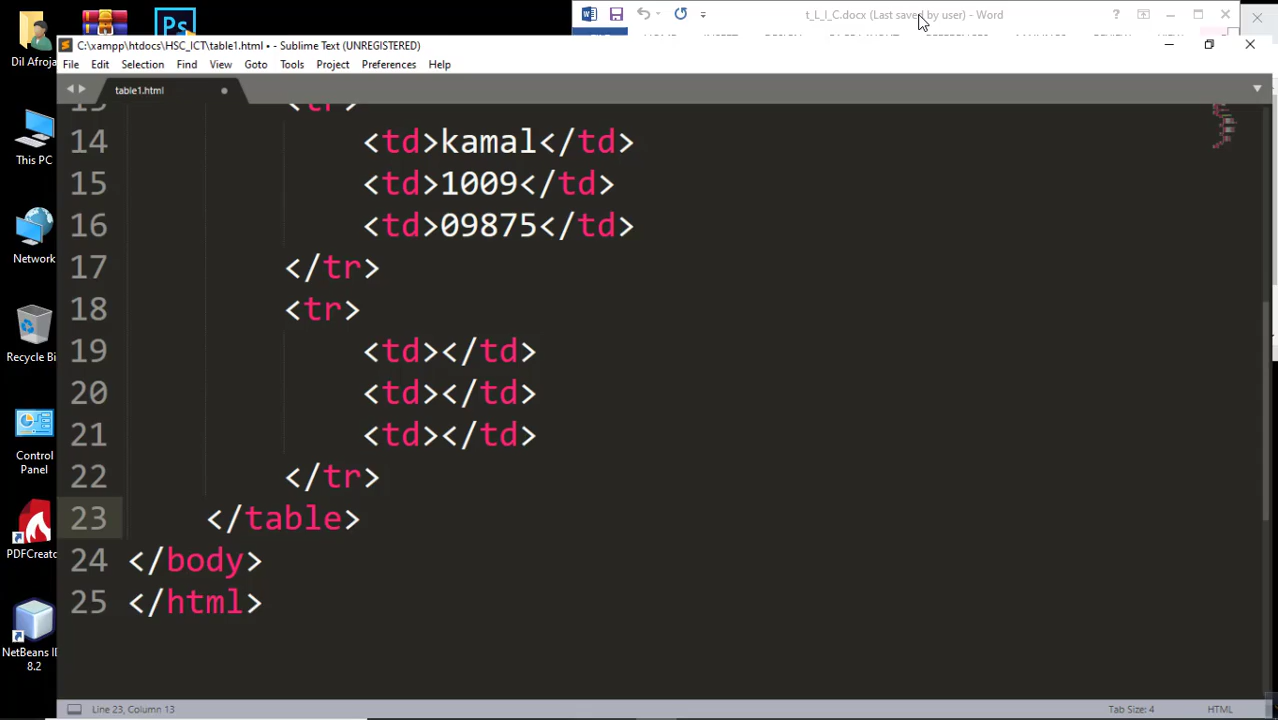 t_L_I_C.docx (Last saved by user) - Word
C:\xampp\htdocs\HSC_ICT\table1.html • - Sublime Text (UNREGISTERED)
File Edit Selection Find View Goto Tools Project Preferences Help
table1.html
14 <td>kamal</td>
15 <td>1009</td>
16 <td>09875</td>
17 </tr>
18 <tr>
19 <td></td>
20 <td></td>
21 <td></td>
22 </tr>
23 </table>
24 </body>
25 </html>
Line 23, Column 13
Tab Size: 4
HTML
Dil Afroja
This PC
Network
Recycle Bi
Control
Panel
PDFCreato
NetBeans ID
8.2
Ps